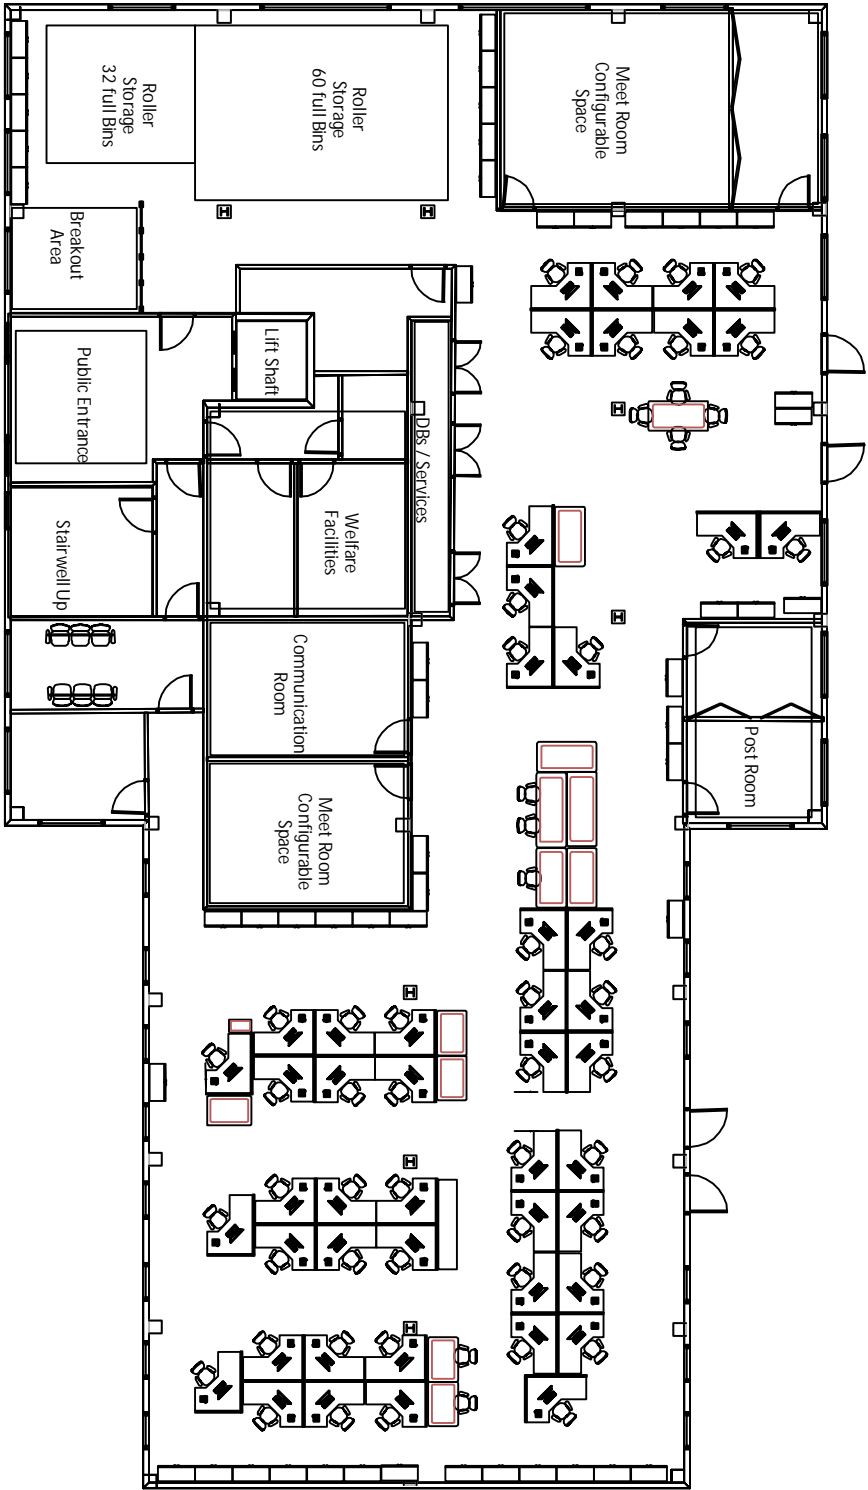 Roller
Storage
32 full Bins
Roller
Storage
60 full Bins
Meet Room
Configurable
Space
Breakout
Area
Public Entrance
Lift Shaft
DBs / Services
Welfare
Facilities
Stairwell Up
Communication
Room
Post Room
Meet Room
Configurable
Space